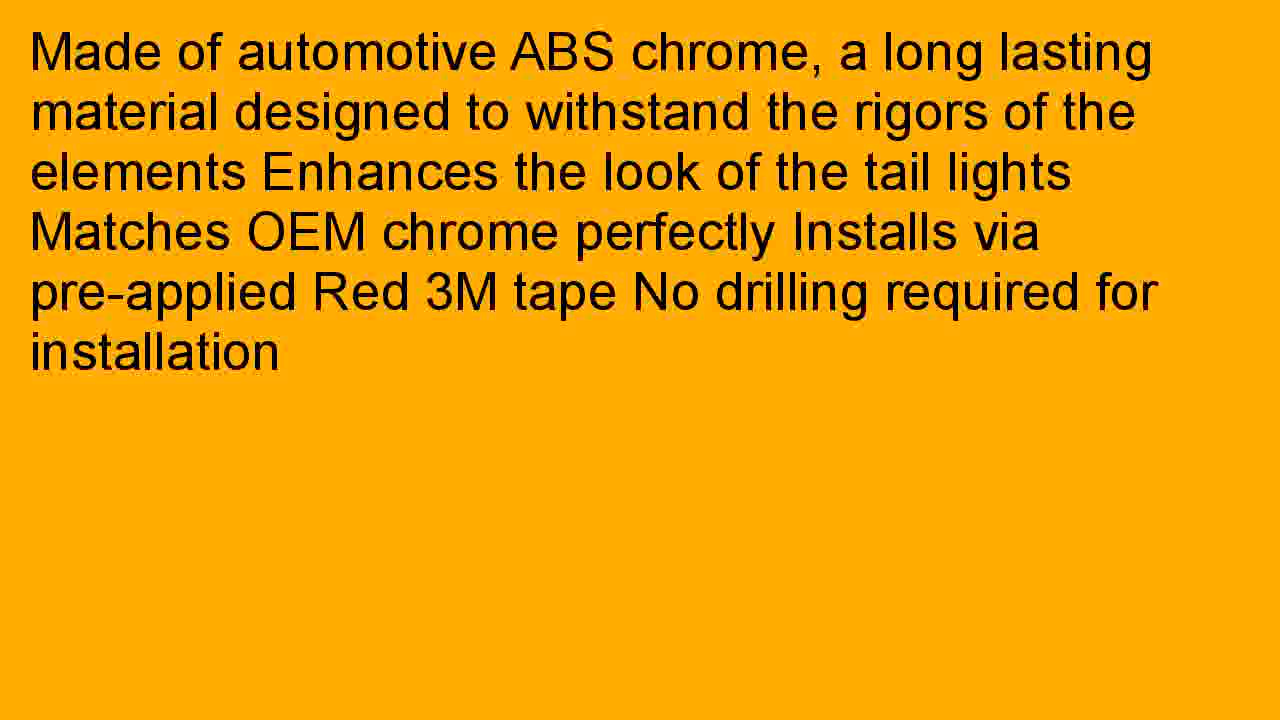 Made of automotive ABS chrome, a long lasting
material designed to withstand the rigors of the
elements Enhances the look of the tail lights
Matches OEM chrome perfectly Installs via
pre-applied Red 3M tape No drilling required for
installation